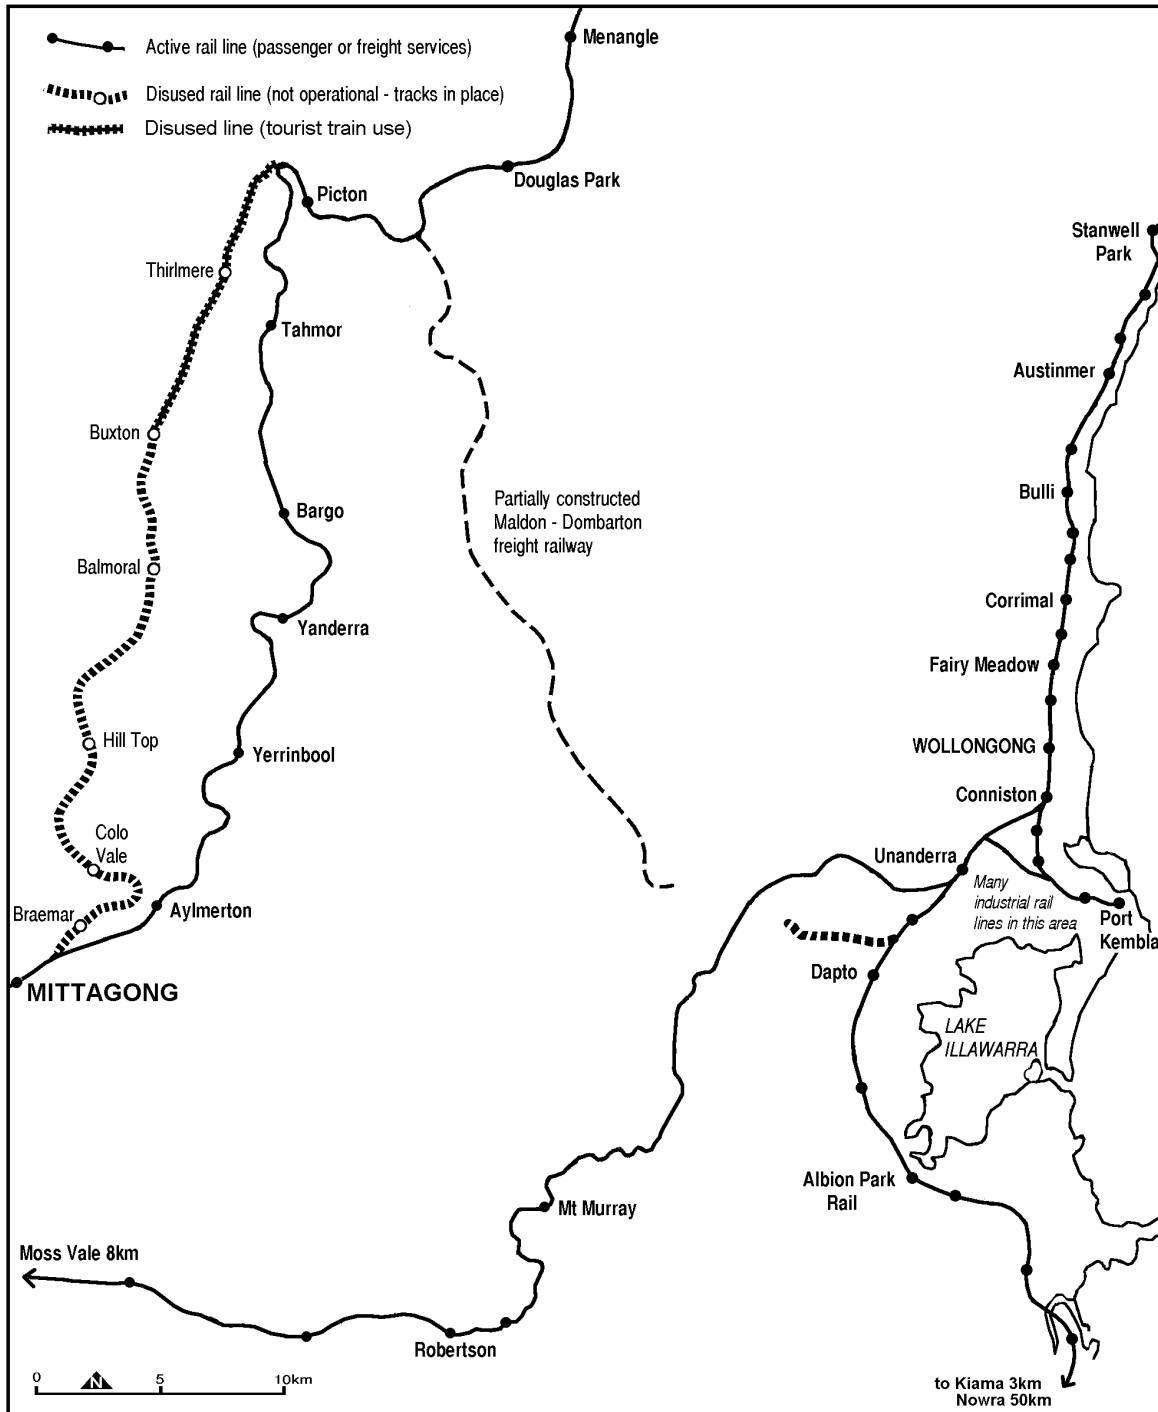 Menangle
Active rail line (passenger or freight services)
Disused rail line (not operational - tracks in place)
Disused line (tourist train use)
Douglas Park
Picton
Stanwell
Park
Thirlmere
Tahmor
Austinmer
Buxton
Bulli
Partially constructed
Maldon - Dombarton
freight railway
Bargo
Balmoral
Corrimal
Yanderra
Fairy Meadow
Hill Top
Yerrinbool
WOLLONGONG
Conniston
Colo
Vale
Unanderra
Many
industrial rail
lines in this area
Braemar
Aylmerton
Port
Kembla
Dapto
MITTAGONG
LAKE
ILLAWARRA
Albion Park
Rail
Mt Murray
Moss Vale 8km
Robertson
0 5 10km
N
to Kiama 3km
Nowra 50km